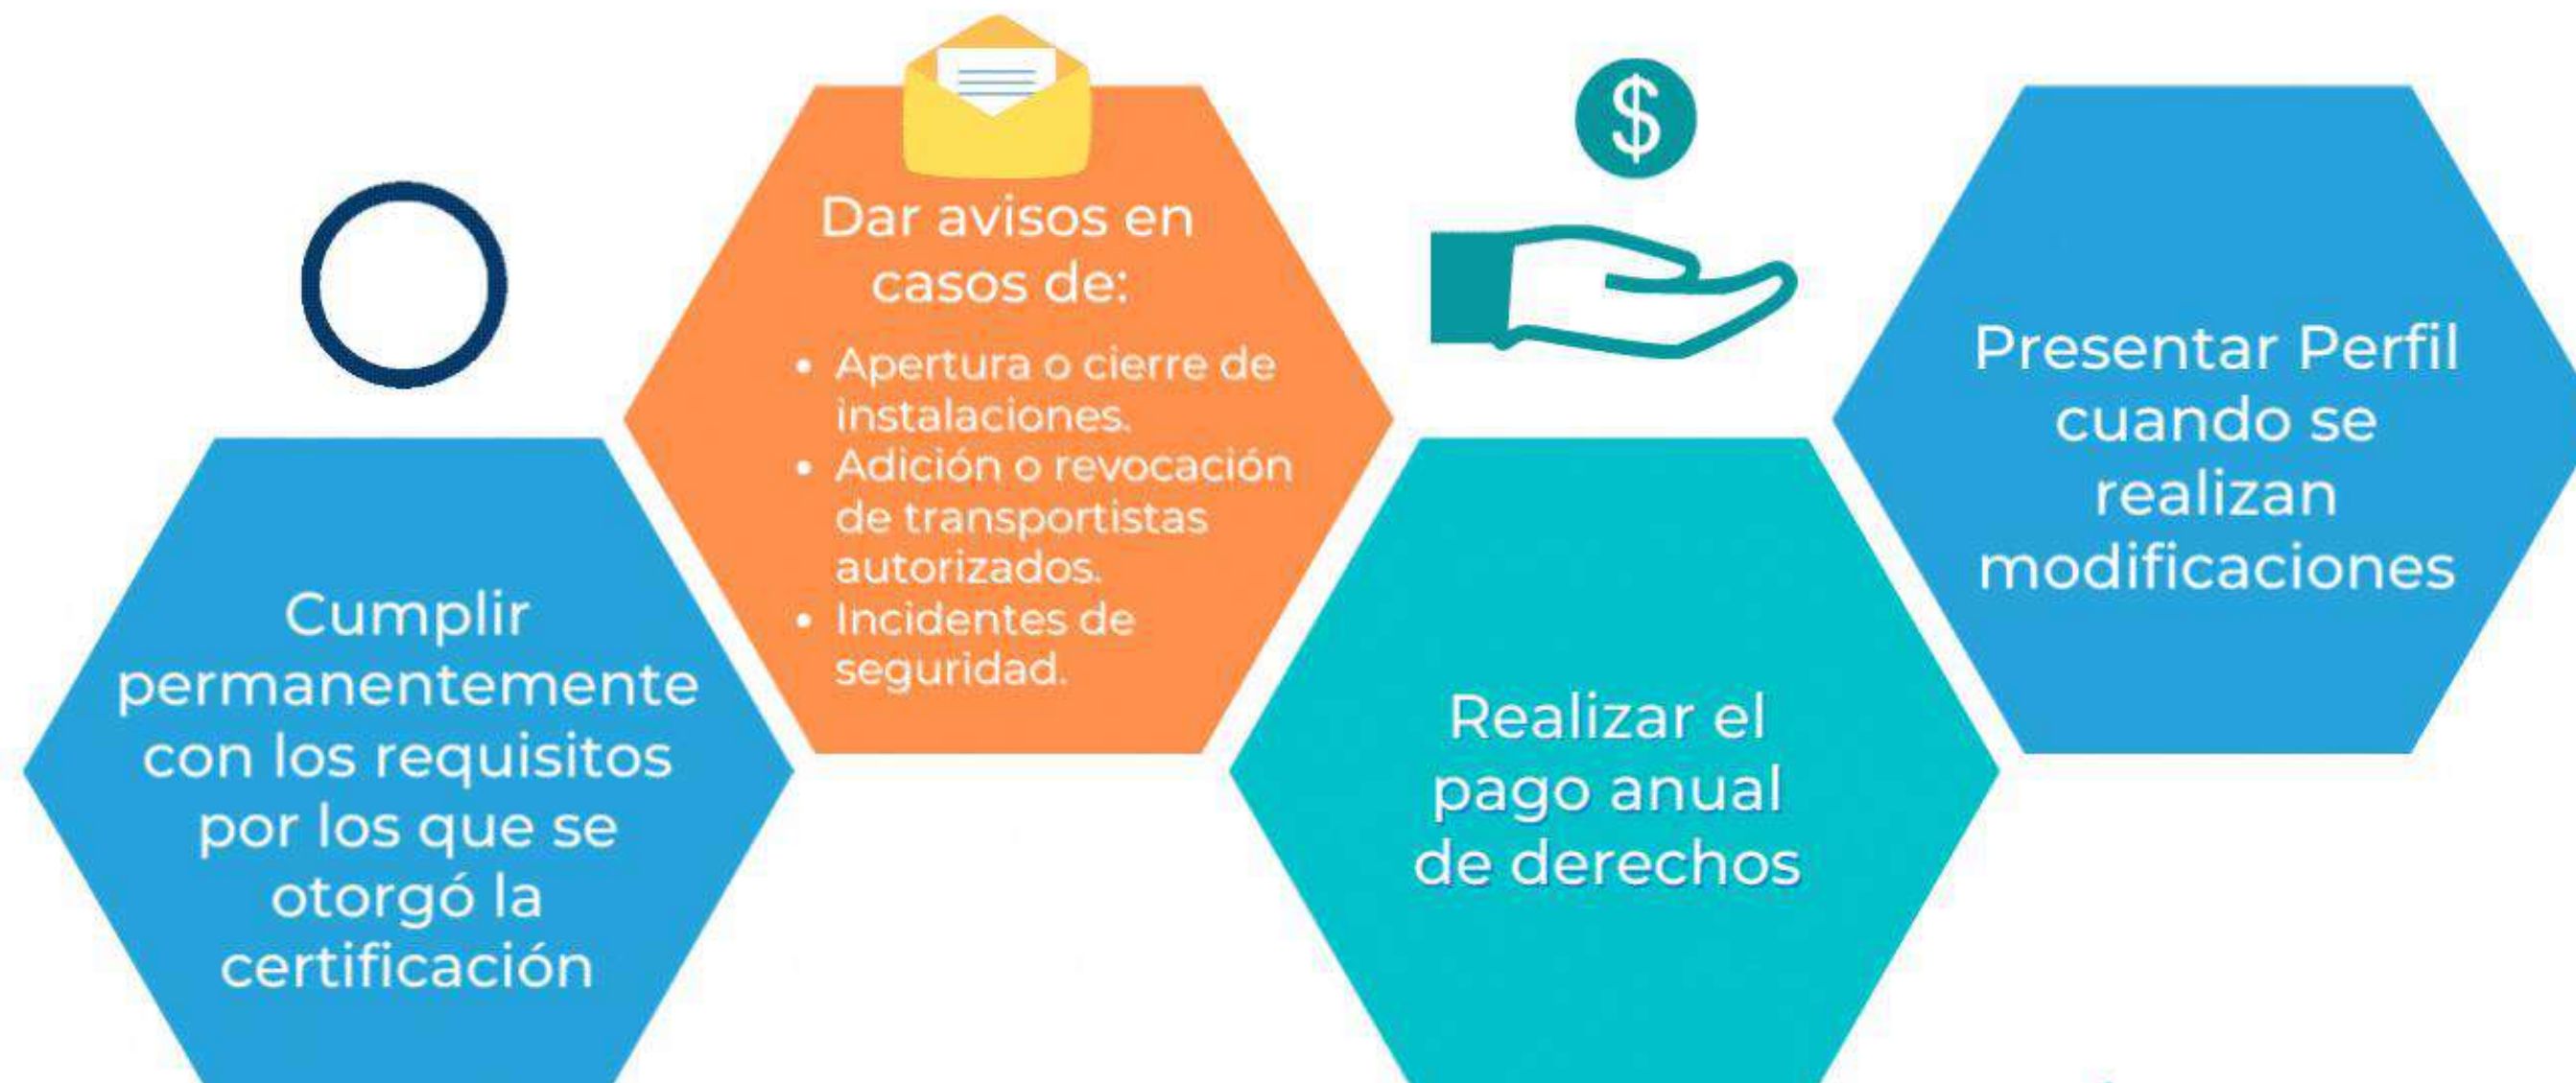 Cumplir
permanentemente
con los requisitos
por los que se
otorgó la
certificación
Dar avisos en
casos de:
• Apertura o cierre de
instalaciones.
• Adición o revocación
de transportistas
autorizados.
• Incidentes de
seguridad.
$
Realizar el
pago anual
de derechos
Presentar Perfil
cuando se
realizan
modificaciones